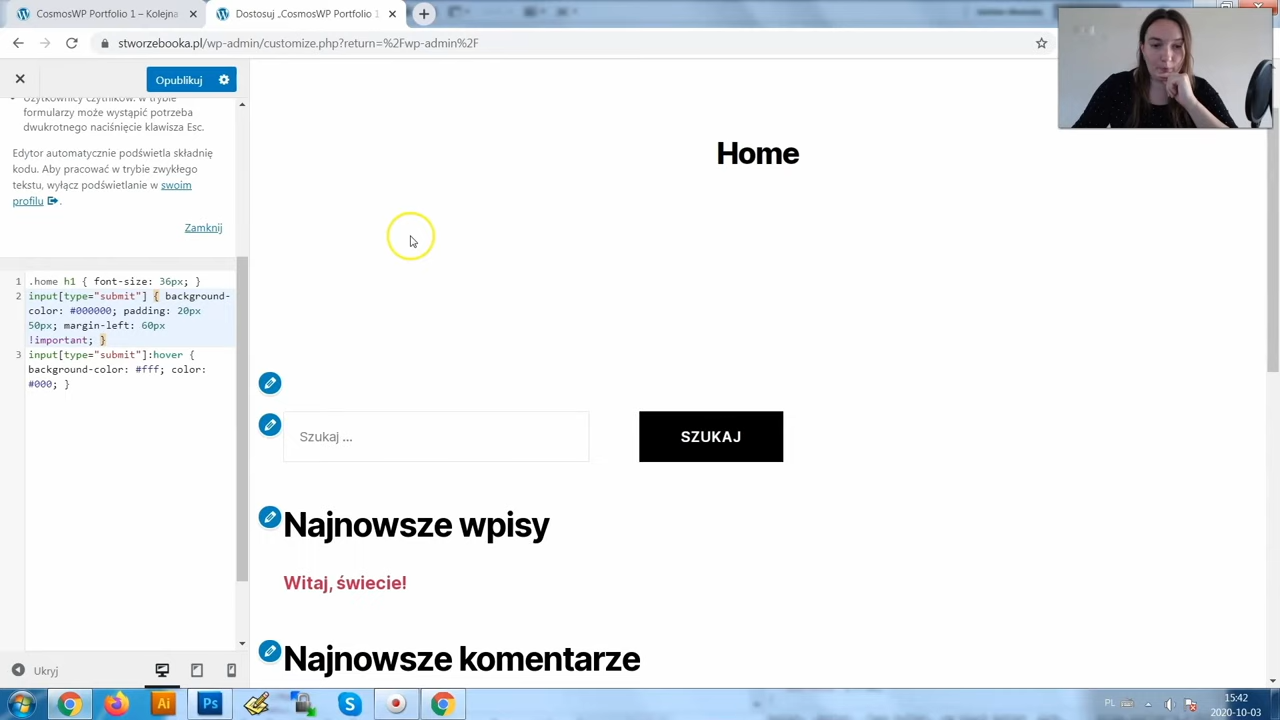 CosmosWP Portfolio 1 – Kolejna
Dostosuj „CosmosWP Portfolio 1
stworzebooka.pl/wp-admin/customize.php?return=%2Fwp-admin%2F
Opublikuj
Użytkownicy czytników: w trybie
formularzy może wystąpić potrzeba
dwukrotnego naciśnięcie klawisza Esc.
Edytor automatycznie podświetla składnię
kodu. Aby pracować w trybie zwykłego
tekstu, wyłącz podświetlanie w swoim
profilu .
Zamknij
1 .home h1 { font-size: 36px; }
2 input[type="submit"] { background-
color: #000000; padding: 20px
50px; margin-left: 60px
!important; }
3 input[type="submit"]:hover {
background-color: #fff; color:
#000; }
Ukryj
Home
Szukaj ...
SZUKAJ
Najnowsze wpisy
Witaj, świecie!
Najnowsze komentarze
Ai
Ps
S
PL
15:42
2020-10-03